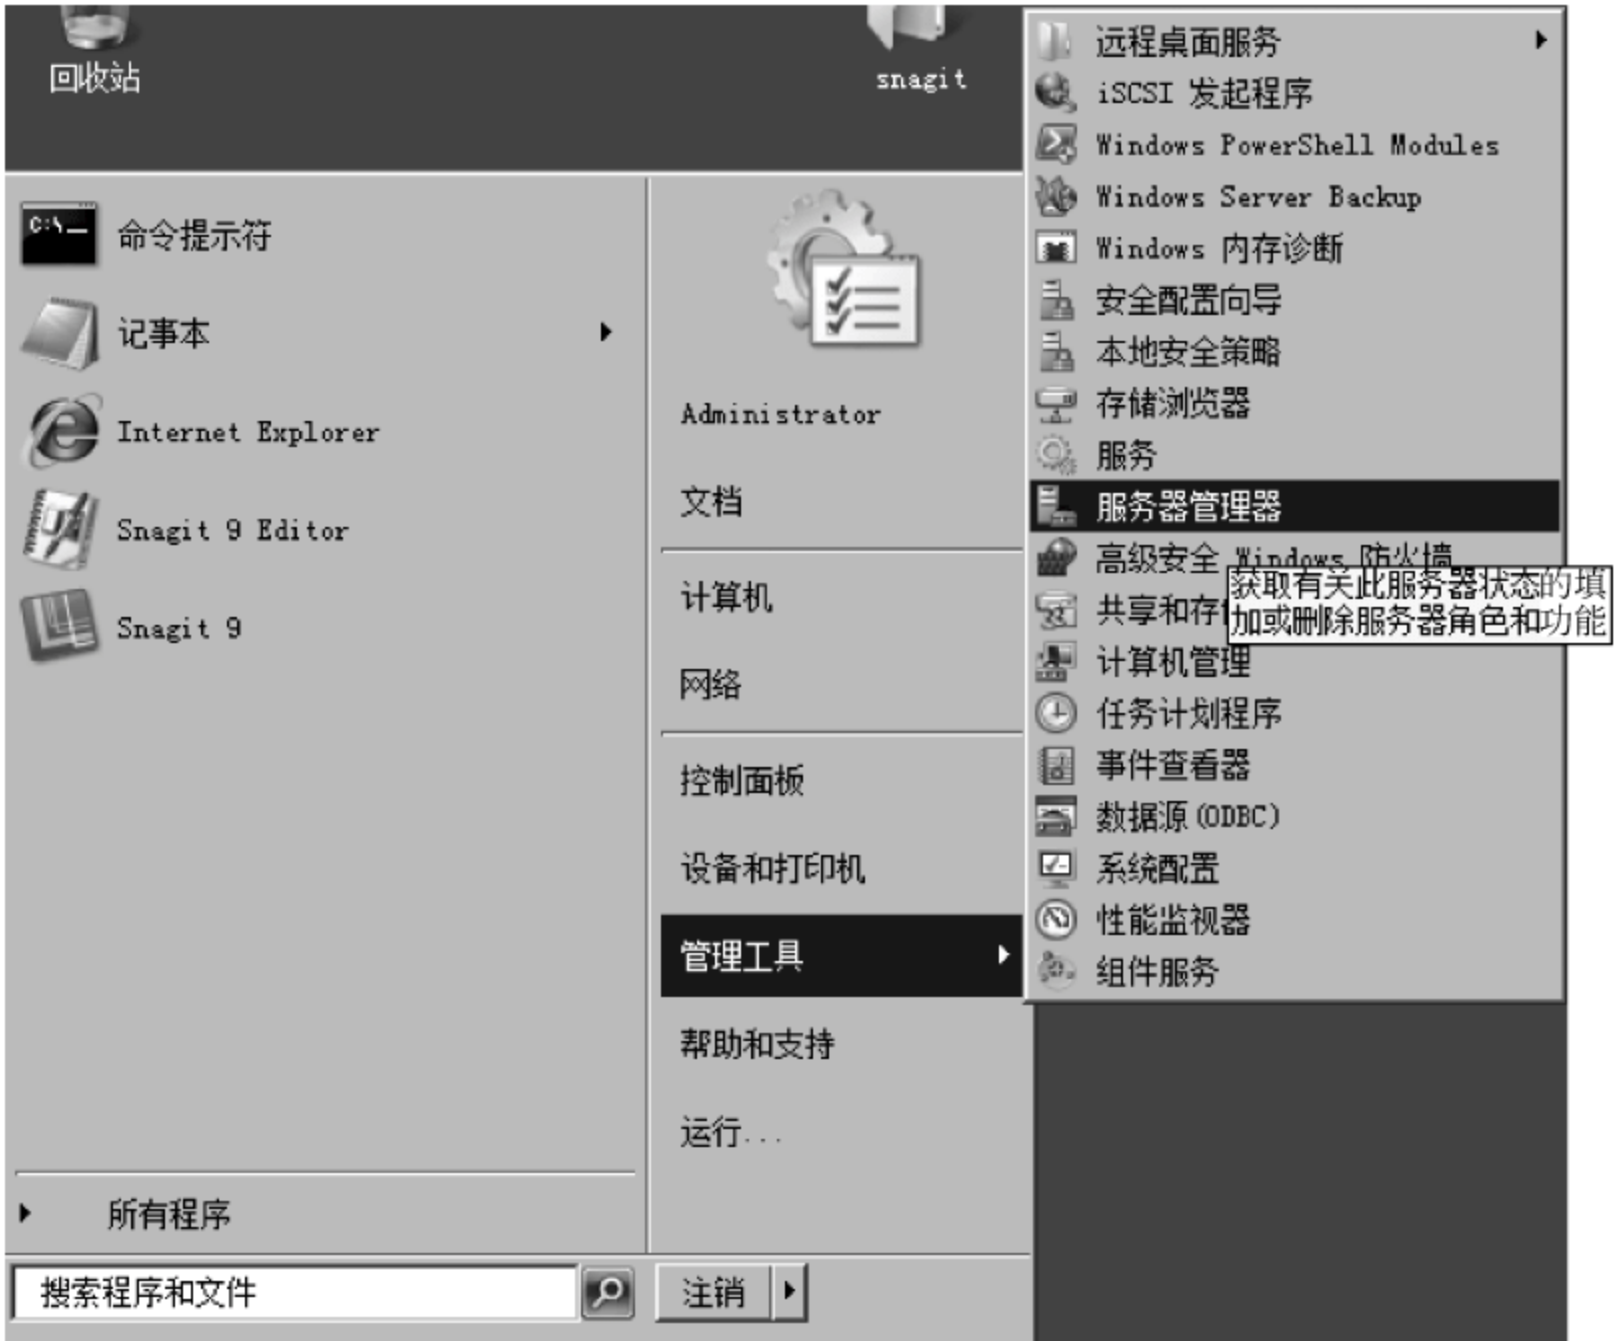 回收站
snagit
命令提示符
记事本
Internet Explorer
Snagit 9 Editor
Snagit 9
所有程序
搜索程序和文件
Administrator
文档
计算机
网络
控制面板
设备和打印机
管理工具
帮助和支持
运行...
注销
远程桌面服务
iSCSI 发起程序
Windows PowerShell Modules
Windows Server Backup
Windows 内存诊断
安全配置向导
本地安全策略
存储浏览器
服务
服务器管理器
高级安全 Windows 防火墙
共享和存
获取有关此服务器状态的填
加或删除服务器角色和功能
计算机管理
任务计划程序
事件查看器
数据源(ODBC)
系统配置
性能监视器
组件服务